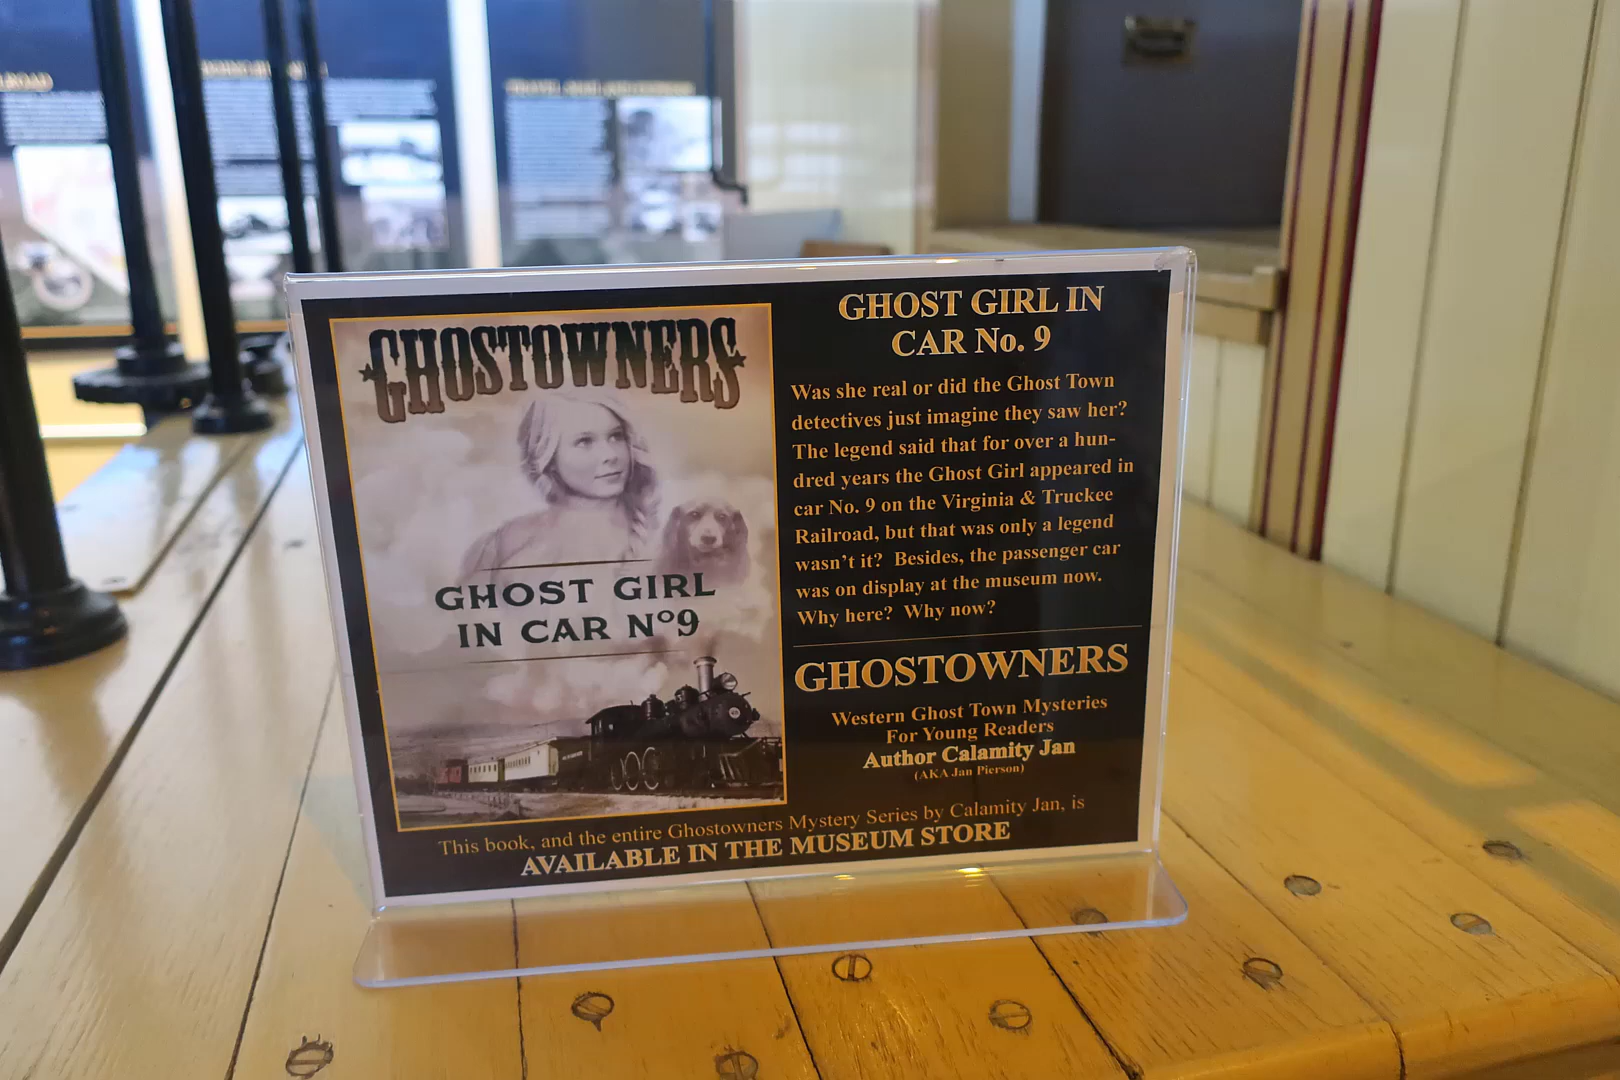 GHOSTOWNERS
GHOST GIRL
IN CAR Nº9
GHOST GIRL IN
CAR No. 9
Was she real or did the Ghost Town
detectives just imagine they saw her?
The legend said that for over a hun-
dred years the Ghost Girl appeared in
car No. 9 on the Virginia & Truckee
Railroad, but that was only a legend
wasn't it?  Besides, the passenger car
was on display at the museum now.
Why here?  Why now?
GHOSTOWNERS
Western Ghost Town Mysteries
For Young Readers
Author Calamity Jan
(AKA Jan Pierson)
This book, and the entire Ghostowners Mystery Series by Calamity Jan, is
AVAILABLE IN THE MUSEUM STORE